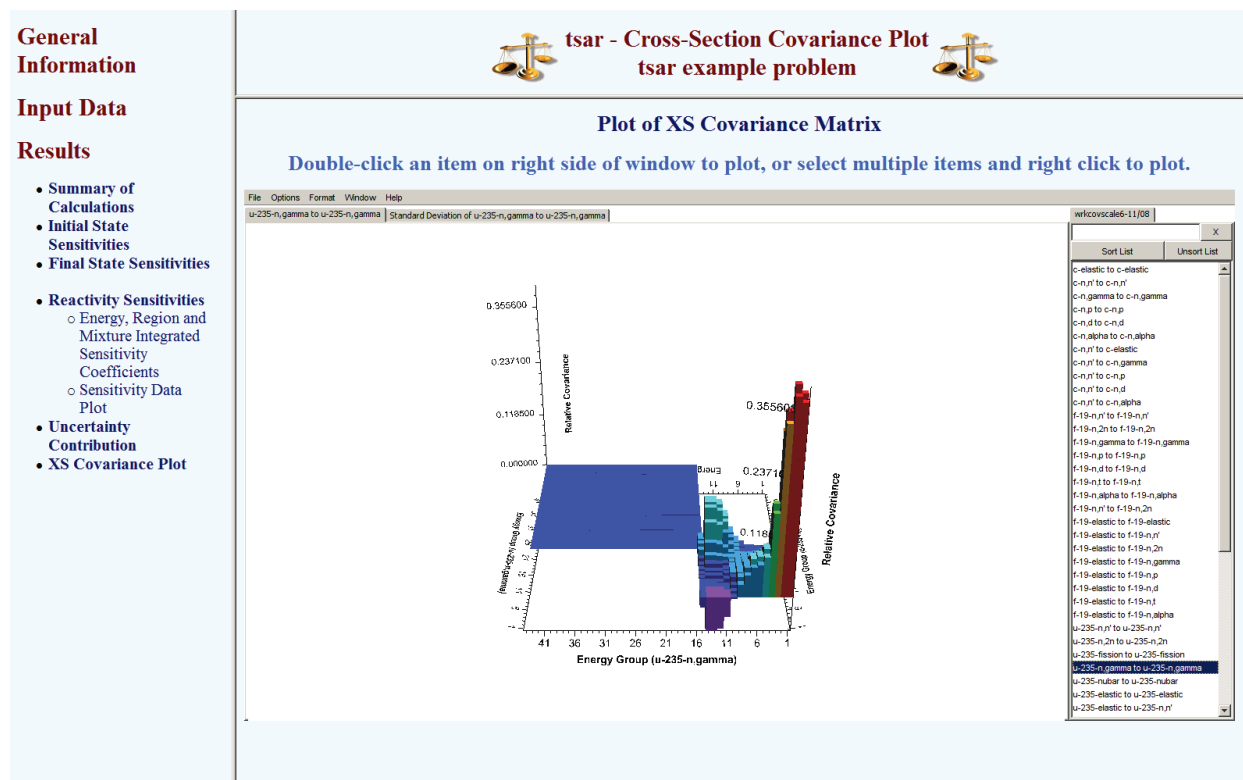 General
Information
Input Data
Results
Summary of
Calculations
Initial State
Sensitivities
Final State Sensitivities
Reactivity Sensitivities
Energy, Region and
Mixture Integrated
Sensitivity
Coefficients
Sensitivity Data
Plot
Uncertainty
Contribution
XS Covariance Plot
tsar - Cross-Section Covariance Plot
tsar example problem
Plot of XS Covariance Matrix
Double-click an item on right side of window to plot, or select multiple items and right click to plot.
File Options Format Window Help
u-235-n,gamma to u-235-n,gamma Standard Deviation of u-235-n,gamma to u-235-n,gamma
0.355600
0.237100
0.118500
0.000000
Relative Covariance
0.355600
Energ
11 6 1
Relative Covariance
41 36 31 26 21 16 11 6 1
Energy Group (u-235-n,gamma)
wrkcovscale6-11/08
X
Sort List Unsort List
c-elastic to c-elastic
c-n,n' to c-n,n'
c-n,gamma to c-n,gamma
c-n,p to c-n,p
c-n,d to c-n,d
c-n,alpha to c-n,alpha
c-n,n' to c-elastic
c-n,n' to c-n,gamma
c-n,n' to c-n,p
c-n,n' to c-n,d
c-n,n' to c-n,alpha
f-19-n,n' to f-19-n,n'
f-19-n,2n to f-19-n,2n
f-19-n,gamma to f-19-n,gamma
f-19-n,p to f-19-n,p
f-19-n,d to f-19-n,d
f-19-n,t to f-19-n,t
f-19-n,alpha to f-19-n,alpha
f-19-n,n' to f-19-n,2n
f-19-elastic to f-19-elastic
f-19-elastic to f-19-n,n'
f-19-elastic to f-19-n,2n
f-19-elastic to f-19-n,gamma
f-19-elastic to f-19-n,p
f-19-elastic to f-19-n,d
f-19-elastic to f-19-n,t
f-19-elastic to f-19-n,alpha
u-235-n,n' to u-235-n,n'
u-235-n,2n to u-235-n,2n
u-235-fission to u-235-fission
u-235-n,gamma to u-235-n,gamma
u-235-nubar to u-235-nubar
u-235-elastic to u-235-elastic
u-235-elastic to u-235-n,n'